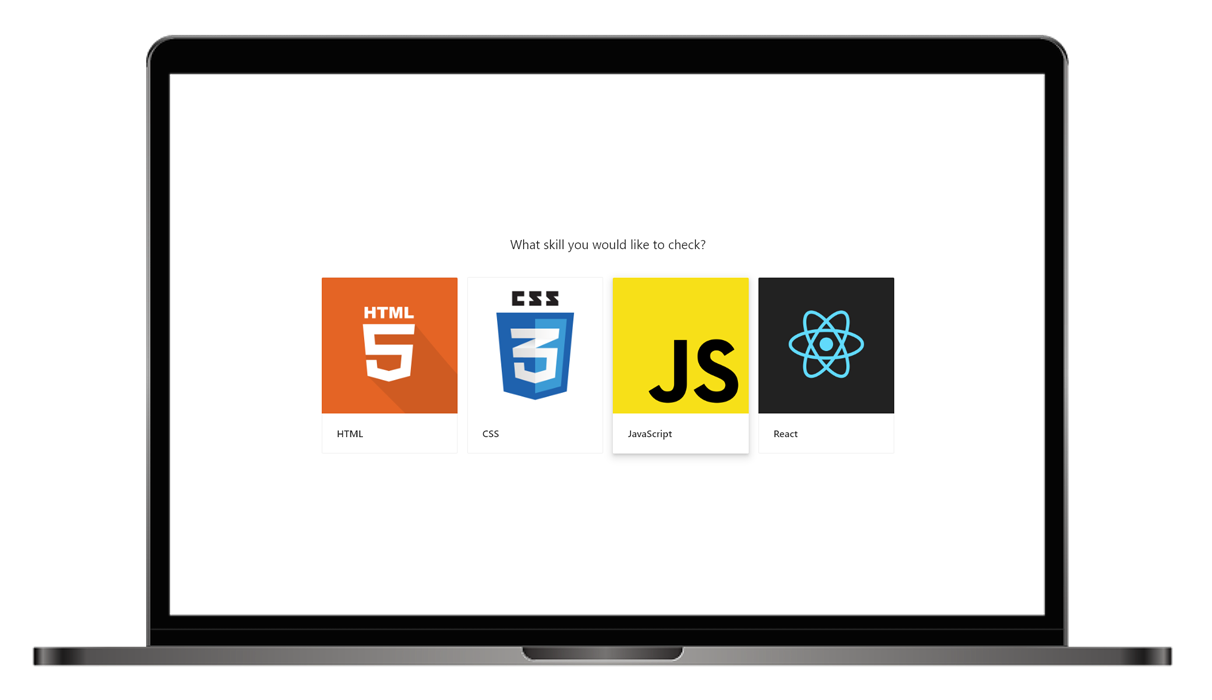 What skill you would like to check?
HTML
5
CSS
3
JS
HTML
CSS
JavaScript
React